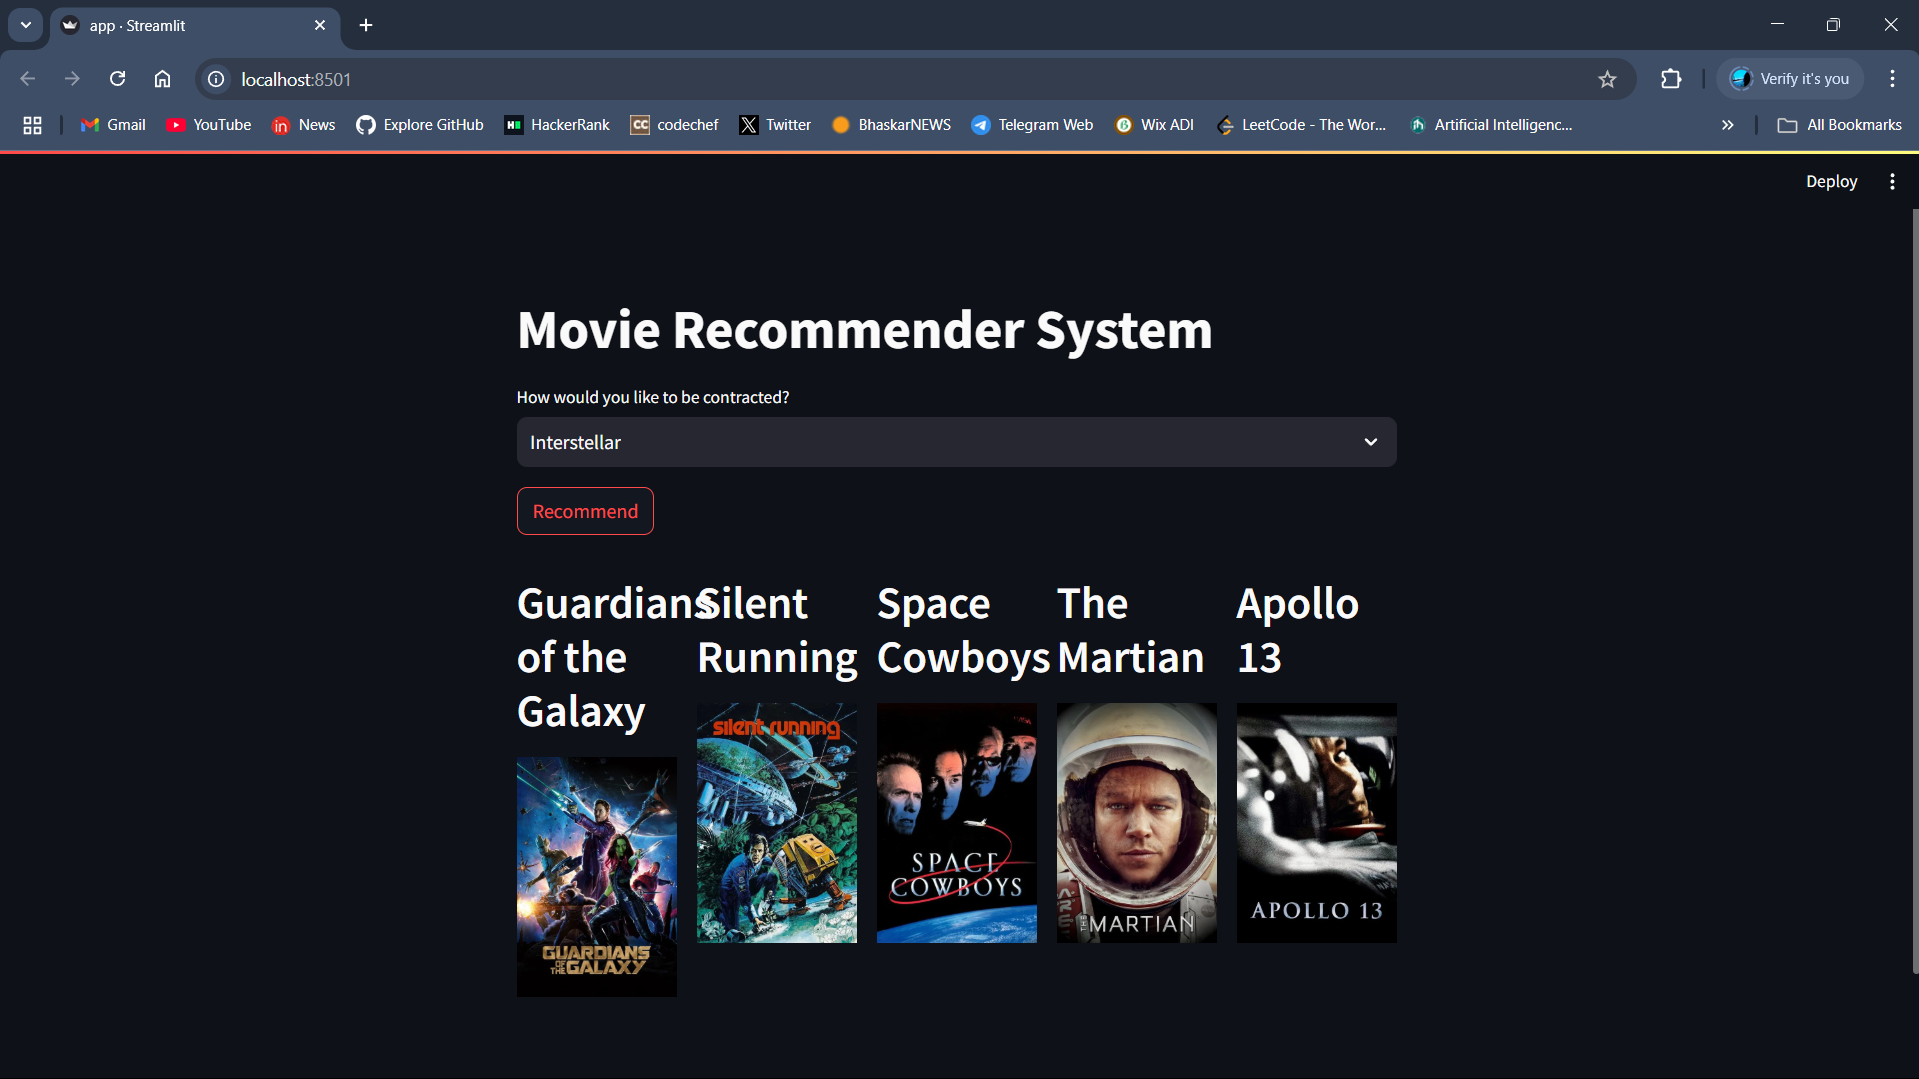 app · Streamlit
localhost:8501
Verify it's you
Gmail
YouTube
News
Explore GitHub
HackerRank
codechef
Twitter
BhaskarNEWS
Telegram Web
Wix ADI
LeetCode - The Wor...
Artificial Intelligenc...
All Bookmarks
Deploy
Movie Recommender System
How would you like to be contracted?
Interstellar
Recommend
Guardians
of the
Galaxy
Silent
Running
Space
Cowboys
The
Martian
Apollo
13
GUARDIANS
OF THE GALAXY
silent running
SPACE
COWBOYS
THE MARTIAN
APOLLO 13